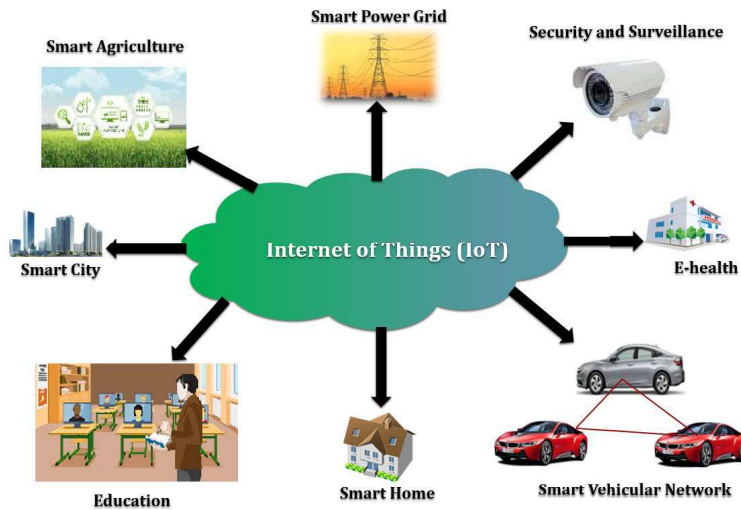 Smart Power Grid
Smart Agriculture
Security and Surveillance
Internet of Things (IoT)
Smart City
E-health
Education
Smart Home
Smart Vehicular Network